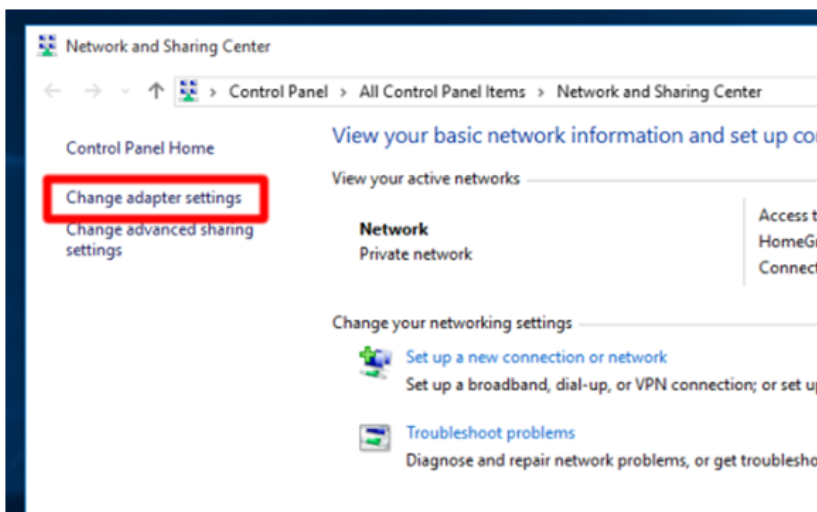 Network and Sharing Center
Control Panel > All Control Panel Items > Network and Sharing Center
Control Panel Home
Change adapter settings
Change advanced sharing
settings
View your basic network information and set up
View your active networks
Network
Private network
Access
Change your networking settings
Set up a new connection or network
Set up a broadband, dial-up, or VPN connection; or set
Troubleshoot problems
Diagnose and repair network problems, or get